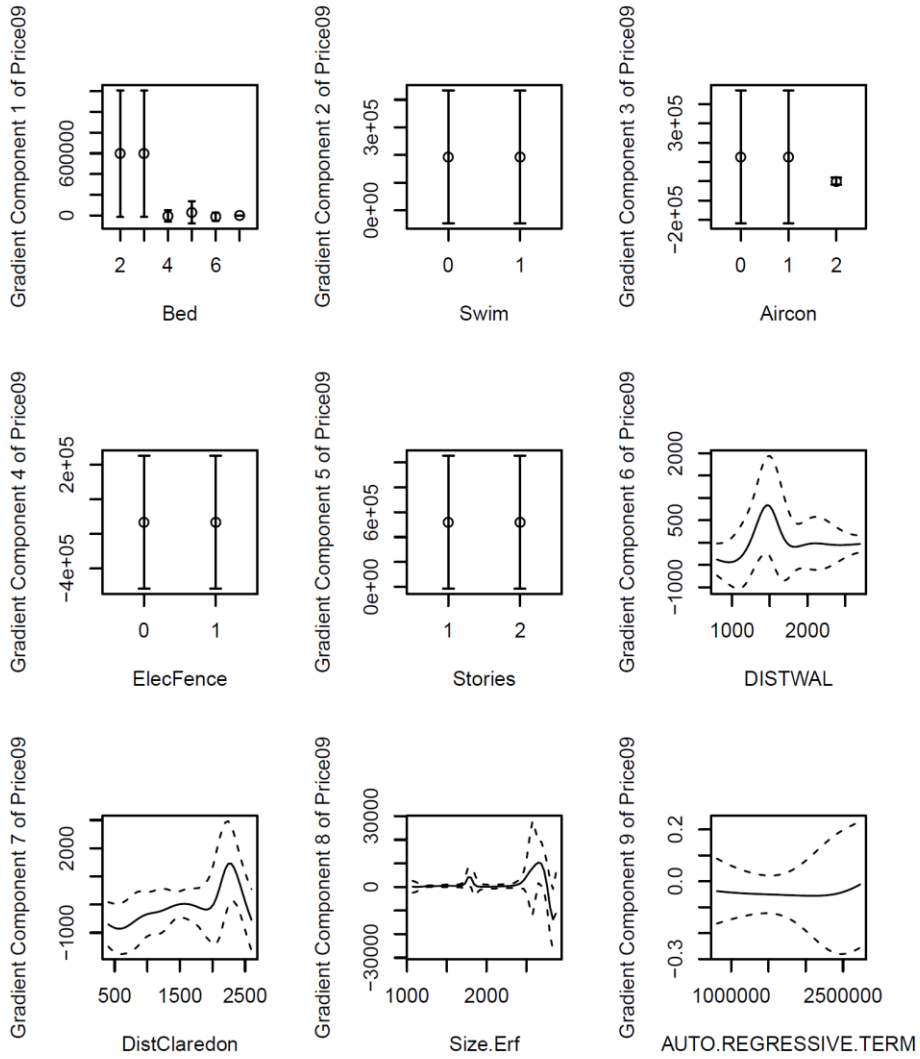 Gradient Component 1 of Price09
600000
0
2
4
6
Bed
Gradient Component 2 of Price09
3e+05
0e+00
0
1
Swim
Gradient Component 3 of Price09
3e+05
-2e+05
0
1
2
Aircon
Gradient Component 4 of Price09
2e+05
-4e+05
0
1
ElecFence
Gradient Component 5 of Price09
6e+05
0e+00
1
2
Stories
Gradient Component 6 of Price09
2000
500
-1000
1000
2000
DISTWAL
Gradient Component 7 of Price09
2000
-1000
500
1500
2500
DistClaredon
Gradient Component 8 of Price09
30000
0
-30000
1000
2000
Size.Erf
Gradient Component 9 of Price09
0.2
0.0
-0.3
1000000
2500000
AUTO.REGRESSIVE.TERM